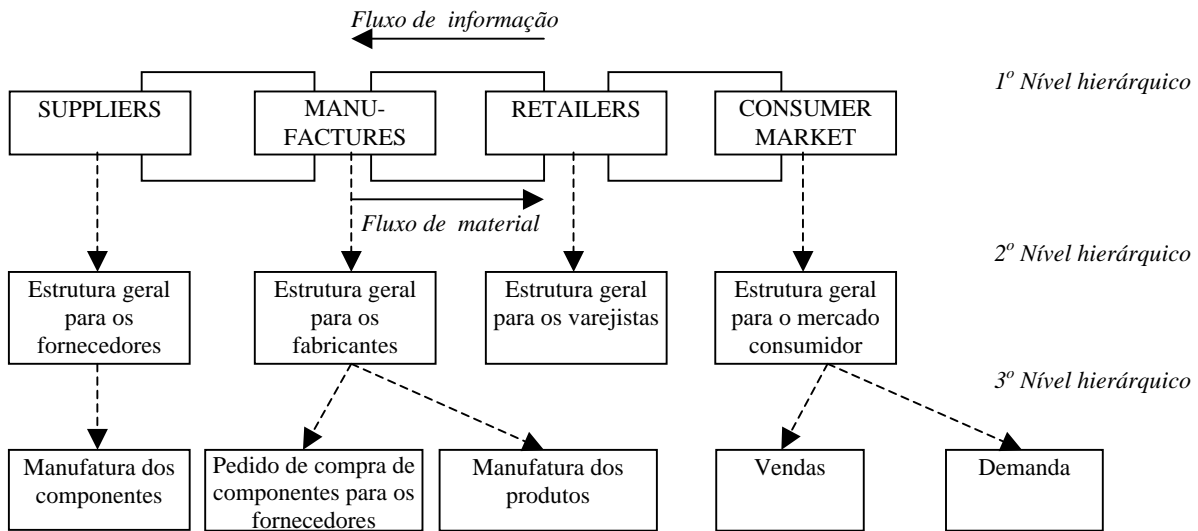 Fluxo de informação
1º Nível hierárquico
SUPPLIERS
MANU-
FACTURES
RETAILERS
CONSUMER
MARKET
Fluxo de material
2º Nível hierárquico
Estrutura geral
para os
fornecedores
Estrutura geral
para os
fabricantes
Estrutura geral
para os varejistas
Estrutura geral
para o mercado
consumidor
3º Nível hierárquico
Manufatura dos
componentes
Pedido de compra de
componentes para os
fornecedores
Manufatura dos
produtos
Vendas
Demanda